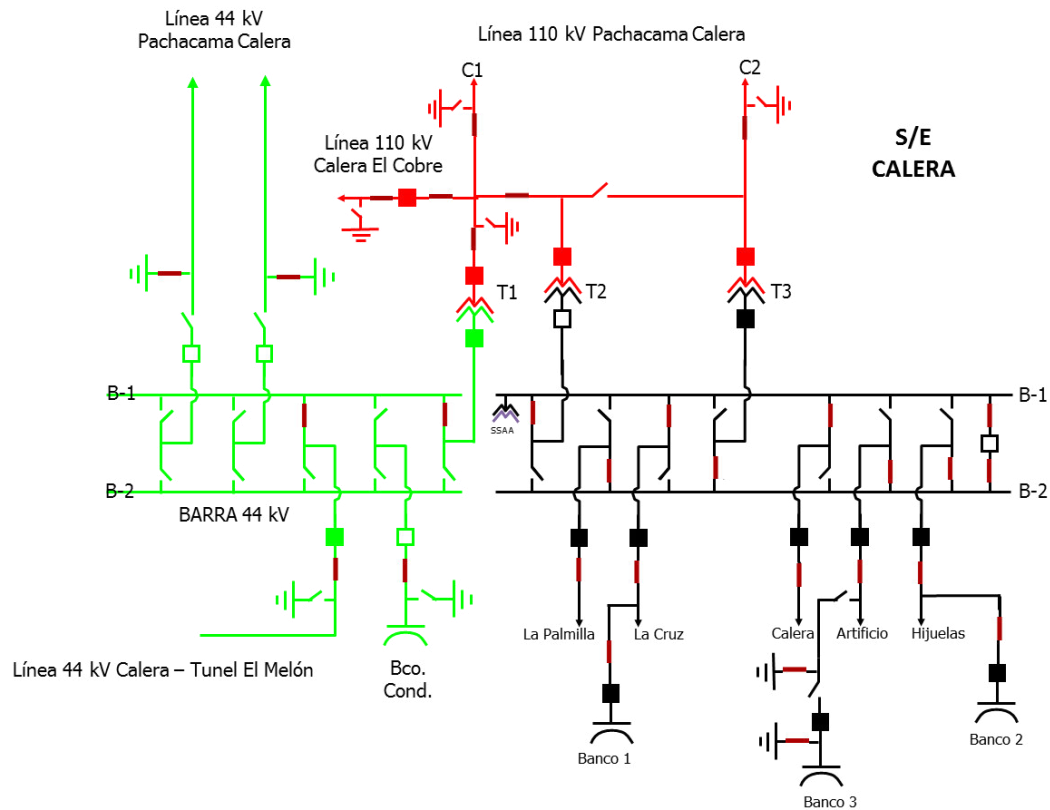 Línea 44 kV
Pachacama Calera
Línea 110 kV Pachacama Calera
C1
C2
S/E
CALERA
Línea 110 kV
Calera El Cobre
T1
T2
T3
B-1
B-1
SSAA
B-2
B-2
BARRA 44 kV
La Palmilla
La Cruz
Calera
Artificio
Hijuelas
Línea 44 kV Calera – Tunel El Melón
Bco.
Cond.
Banco 1
Banco 2
Banco 3